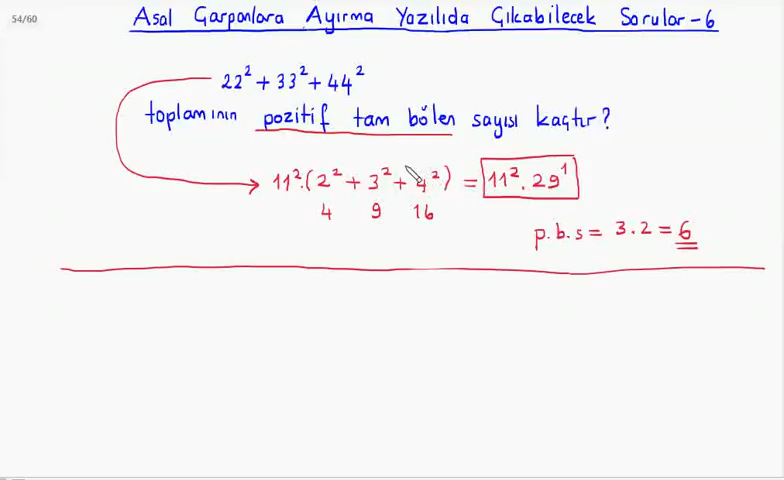 54/60
Asal Çarpanlara Ayırma Yazılıda Çıkabilecek Sorular-6
22² + 33² + 44²
toplamının pozitif tam bölen sayısı kaçtır?
11².(2² + 3² + 4²) = 11².29¹
4 9 16
p.b.s = 3.2 = 6